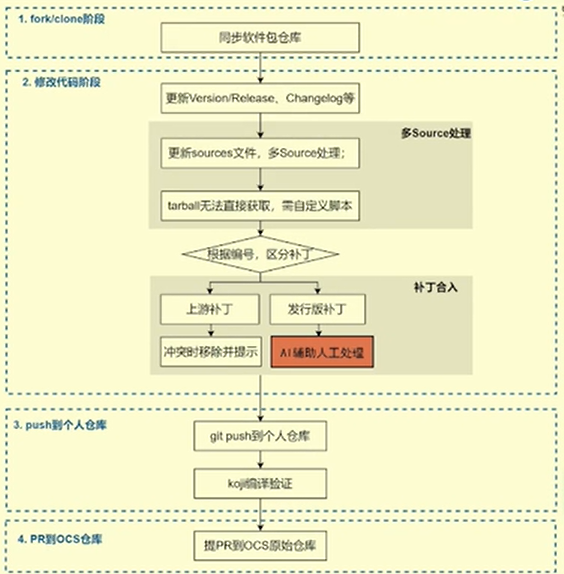 1. fork/clone阶段
同步软件包仓库
2. 修改代码阶段
更新Version/Release、Changelog等
多Source处理
更新sources文件，多Source处理；
tarball无法直接获取，需自定义脚本
根据编号，区分补丁
补丁合入
上游补丁
发行版补丁
冲突时移除并提示
AI 辅助人工处理
3. push到个人仓库
git push到个人仓库
koji编译验证
4. PR到OCS仓库
提PR到OCS原始仓库